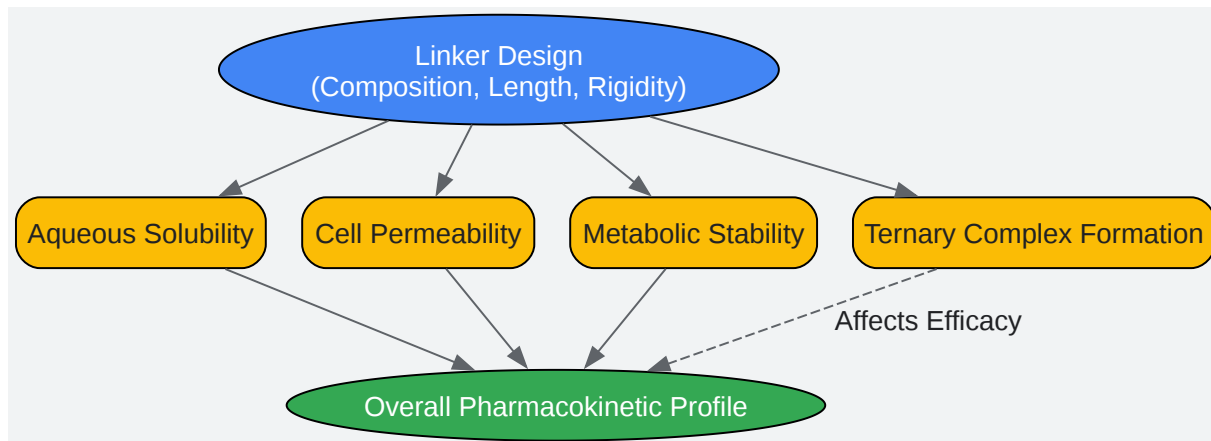 Linker Design
(Composition, Length, Rigidity)
Aqueous Solubility
Cell Permeability
Metabolic Stability
Ternary Complex Formation
Affects Efficacy
Overall Pharmacokinetic Profile